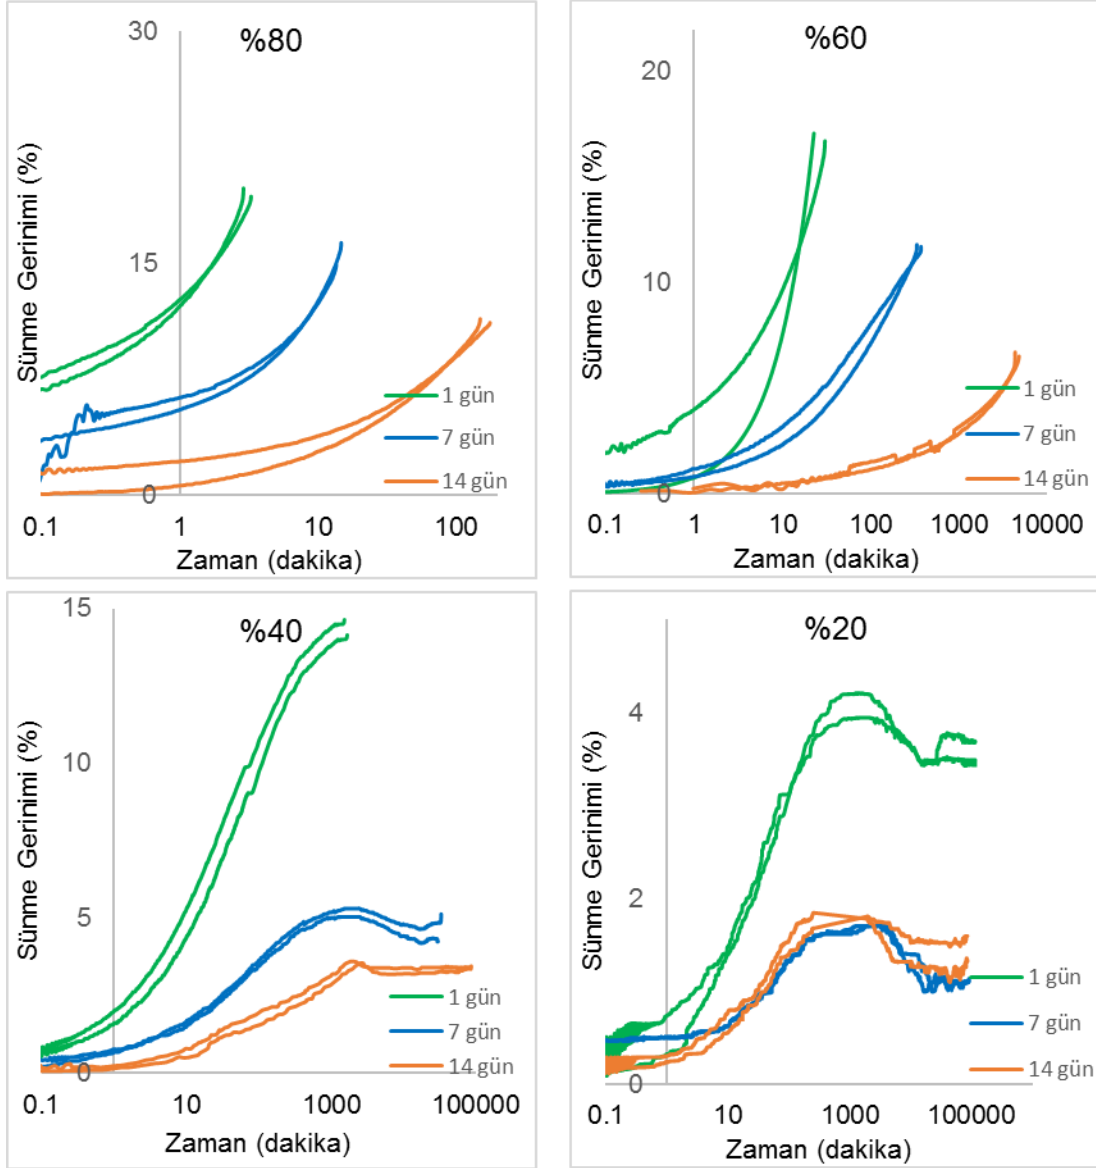 %80
30
15
0
Sünme Gerinimi (%)
1 gün
7 gün
14 gün
0.1 1 10 100
Zaman (dakika)
%60
20
10
0
Sünme Gerinimi (%)
1 gün
7 gün
14 gün
0.1 1 10 100 1000 10000
Zaman (dakika)
%40
15
10
5
0
Sünme Gerinimi (%)
1 gün
7 gün
14 gün
0.1 10 1000 100000
Zaman (dakika)
%20
4
2
0
Sünme Gerinimi (%)
1 gün
7 gün
14 gün
0.1 10 1000 100000
Zaman (dakika)